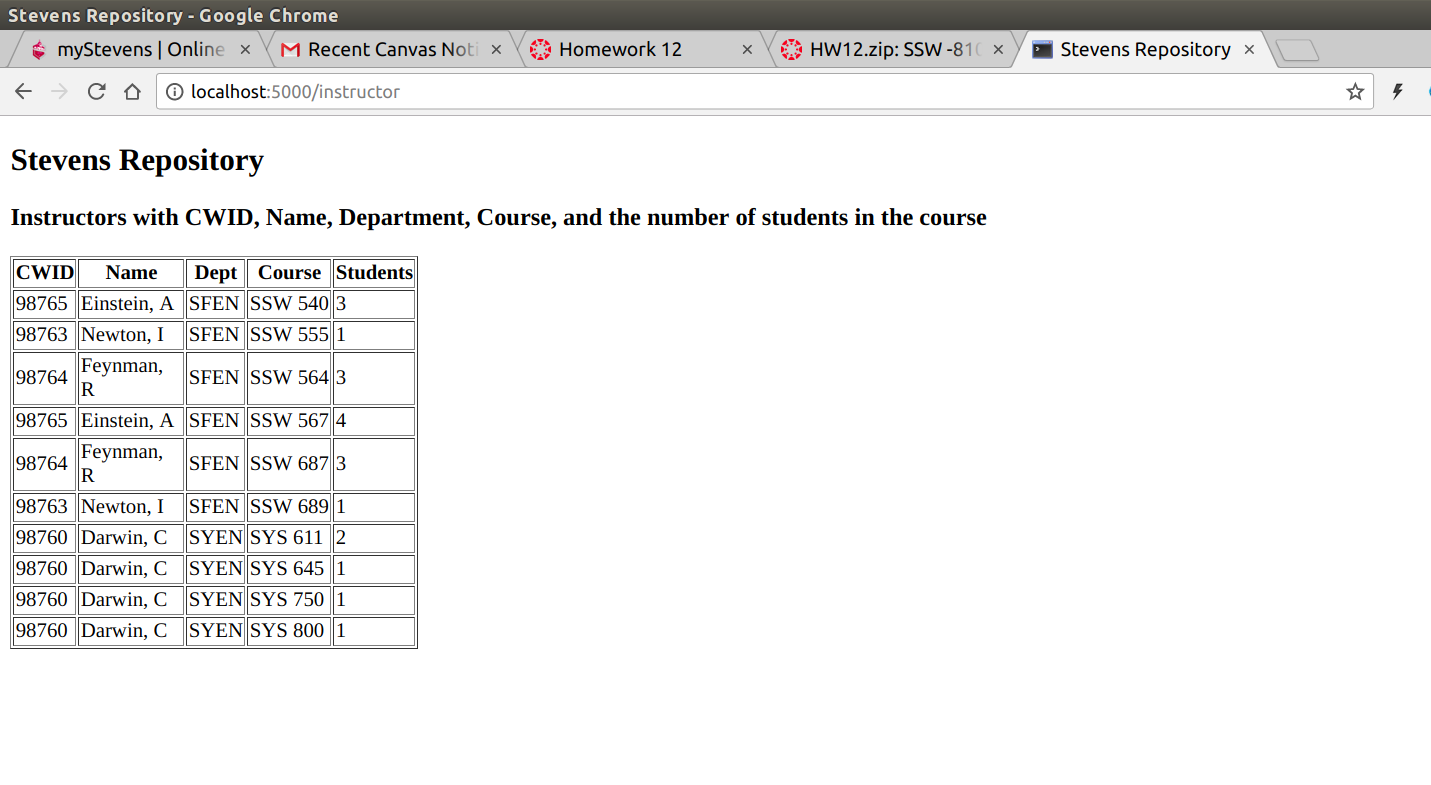 Stevens Repository - Google Chrome
myStevens | Online
Recent Canvas Noti
Homework 12
HW12.zip: SSW -810
Stevens Repository
localhost:5000/instructor
Stevens Repository
Instructors with CWID, Name, Department, Course, and the number of students in the course
CWID Name Dept Course Students
98765 Einstein, A SFEN SSW 540 3
98763 Newton, I SFEN SSW 555 1
98764 Feynman, R SFEN SSW 564 3
98765 Einstein, A SFEN SSW 567 4
98764 Feynman, R SFEN SSW 687 3
98763 Newton, I SFEN SSW 689 1
98760 Darwin, C SYEN SYS 611 2
98760 Darwin, C SYEN SYS 645 1
98760 Darwin, C SYEN SYS 750 1
98760 Darwin, C SYEN SYS 800 1